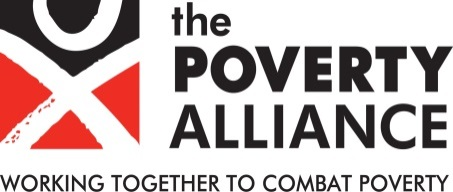 the
POVERTY
ALLIANCE
WORKING TOGETHER TO COMBAT POVERTY